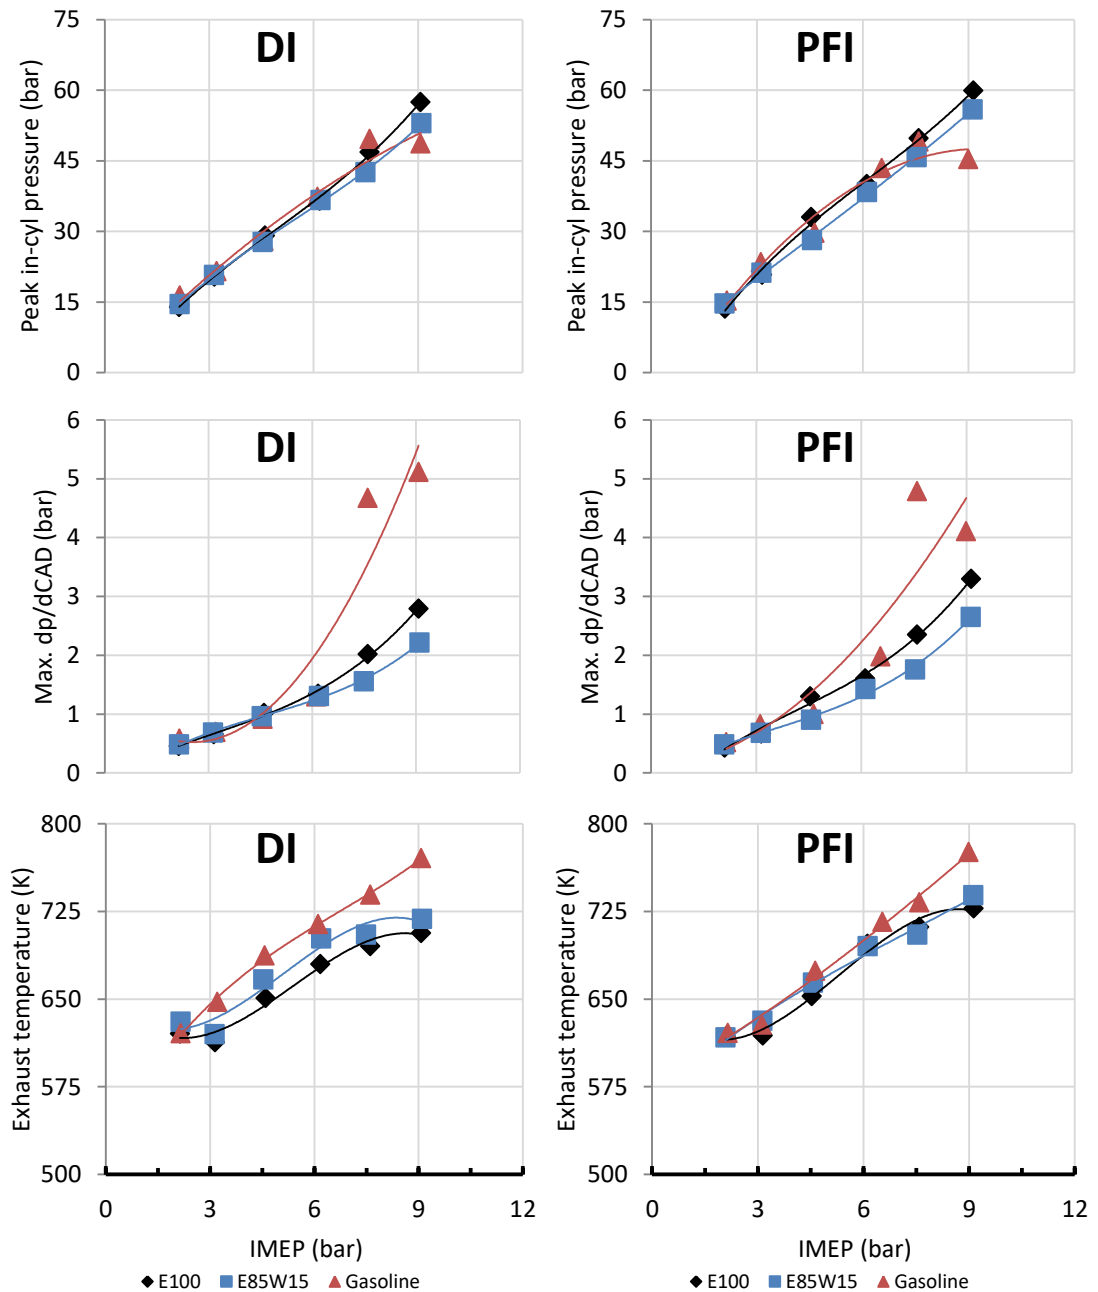 DI
PFI
Peak in-cyl pressure (bar)
75
60
45
30
15
0
Peak in-cyl pressure (bar)
75
60
45
30
15
0
DI
PFI
Max. dp/dCAD (bar)
6
5
4
3
2
1
0
Max. dp/dCAD (bar)
6
5
4
3
2
1
0
DI
PFI
Exhaust temperature (K)
800
725
650
575
500
Exhaust temperature (K)
800
725
650
575
500
0 3 6 9 12
0 3 6 9 12
IMEP (bar)
IMEP (bar)
E100 E85W15 Gasoline
E100 E85W15 Gasoline